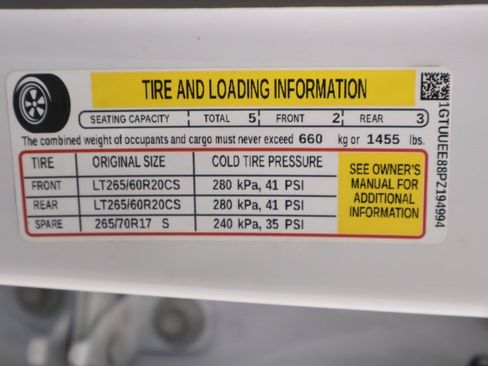 TIRE AND LOADING INFORMATION
SEATING CAPACITY TOTAL 5 FRONT 2 REAR 3
The combined weight of occupants and cargo must never exceed 660 kg or 1455 lbs.
TIRE ORIGINAL SIZE COLD TIRE PRESSURE
FRONT LT265/60R20CS 280 kPa, 41 PSI
REAR LT265/60R20CS 280 kPa, 41 PSI
SPARE 265/70R17 S 240 kPa, 35 PSI
SEE OWNER'S
MANUAL FOR
ADDITIONAL
INFORMATION
1GTUUEE88PZ194994